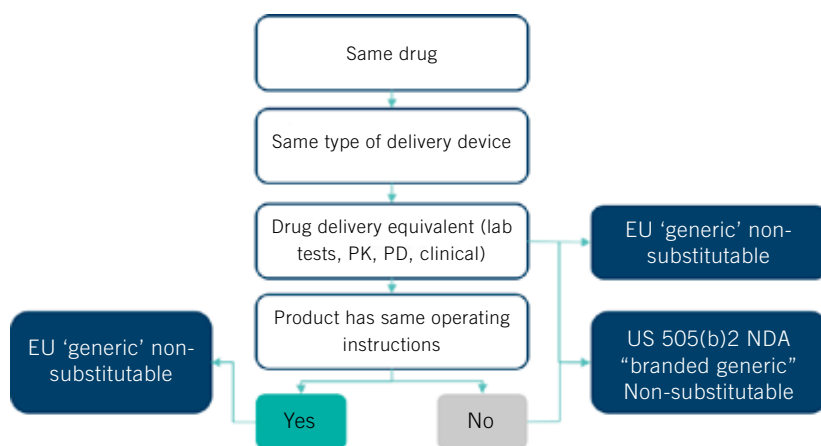 Same drug
Same type of delivery device
Drug delivery equivalent (lab
tests, PK, PD, clinical)
EU ‘generic’ non-
substitutable
Product has same operating
instructions
EU ‘generic’ non-
substitutable
US 505(b)2 NDA
“branded generic”
Non-substitutable
Yes
No